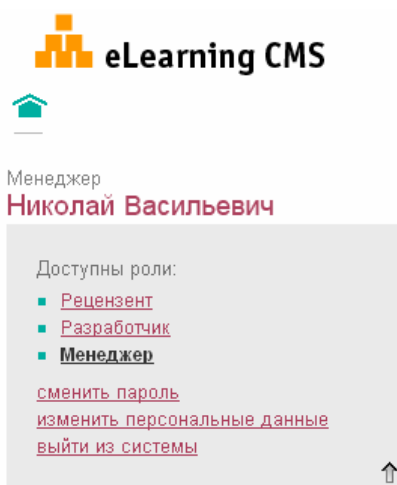 eLearning CMS
Менеджер
Николай Васильевич
Доступны роли:
Рецензент
Разработчик
Менеджер
сменить пароль
изменить персональные данные
выйти из системы